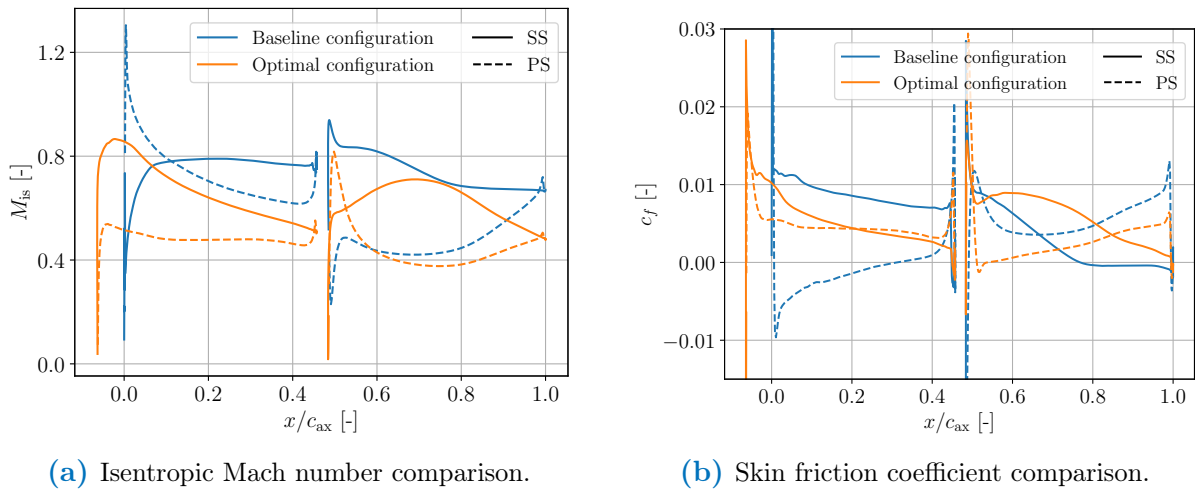 Baseline configuration
Optimal configuration
SS
PS
1.2
0.8
0.4
0.0
M_is [-]
0.0 0.2 0.4 0.6 0.8 1.0
x/c_ax [-]
(a) Isentropic Mach number comparison.
Baseline configuration
Optimal configuration
SS
PS
0.03
0.02
0.01
0.00
−0.01
c_f [-]
0.0 0.2 0.4 0.6 0.8 1.0
x/c_ax [-]
(b) Skin friction coefficient comparison.